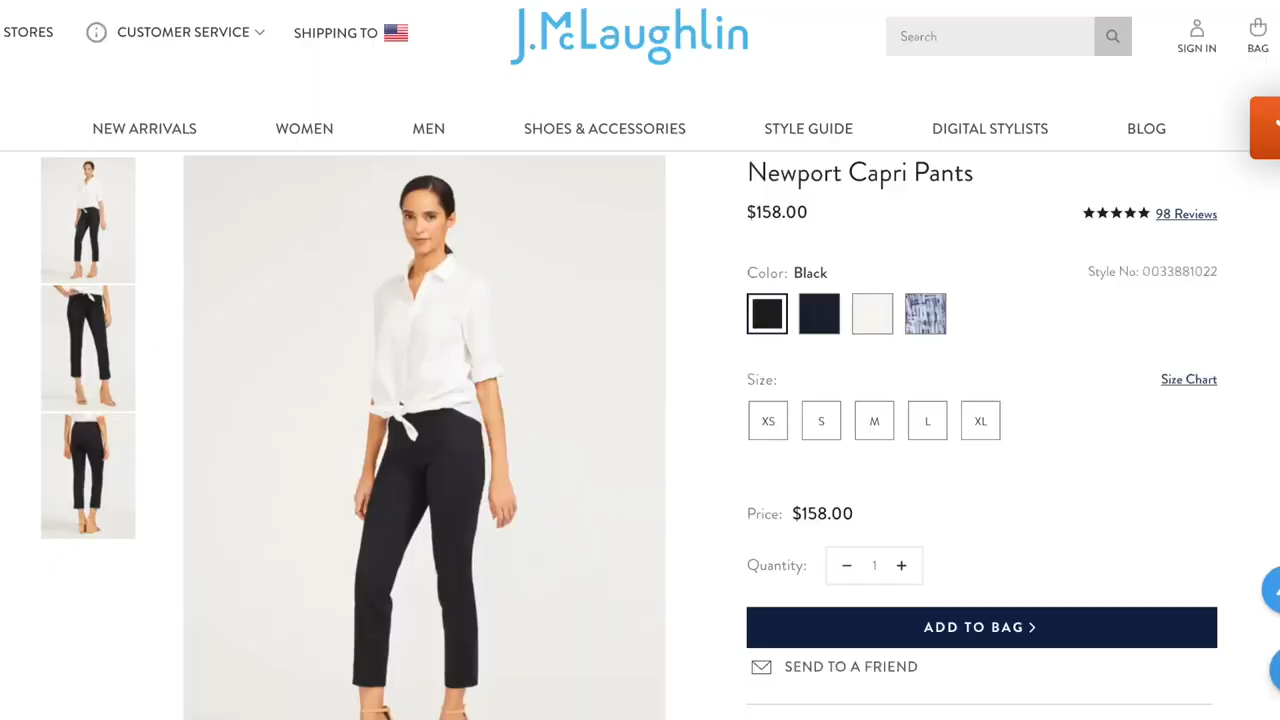 STORES
CUSTOMER SERVICE
SHIPPING TO
J.McLaughlin
Search
SIGN IN
BAG
NEW ARRIVALS
WOMEN
MEN
SHOES & ACCESSORIES
STYLE GUIDE
DIGITAL STYLISTS
BLOG
Newport Capri Pants
$158.00
98 Reviews
Color: Black
Style No: 0033881022
Size:
Size Chart
XS
S
M
L
XL
Price: $158.00
Quantity: − 1 +
ADD TO BAG >
SEND TO A FRIEND